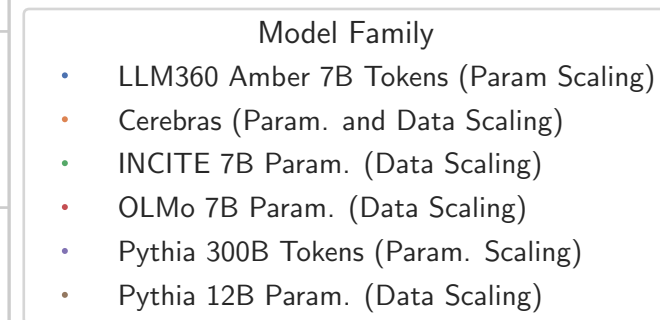 Model Family
LLM360 Amber 7B Tokens (Param Scaling)
Cerebras (Param. and Data Scaling)
INCITE 7B Param. (Data Scaling)
OLMo 7B Param. (Data Scaling)
Pythia 300B Tokens (Param. Scaling)
Pythia 12B Param. (Data Scaling)